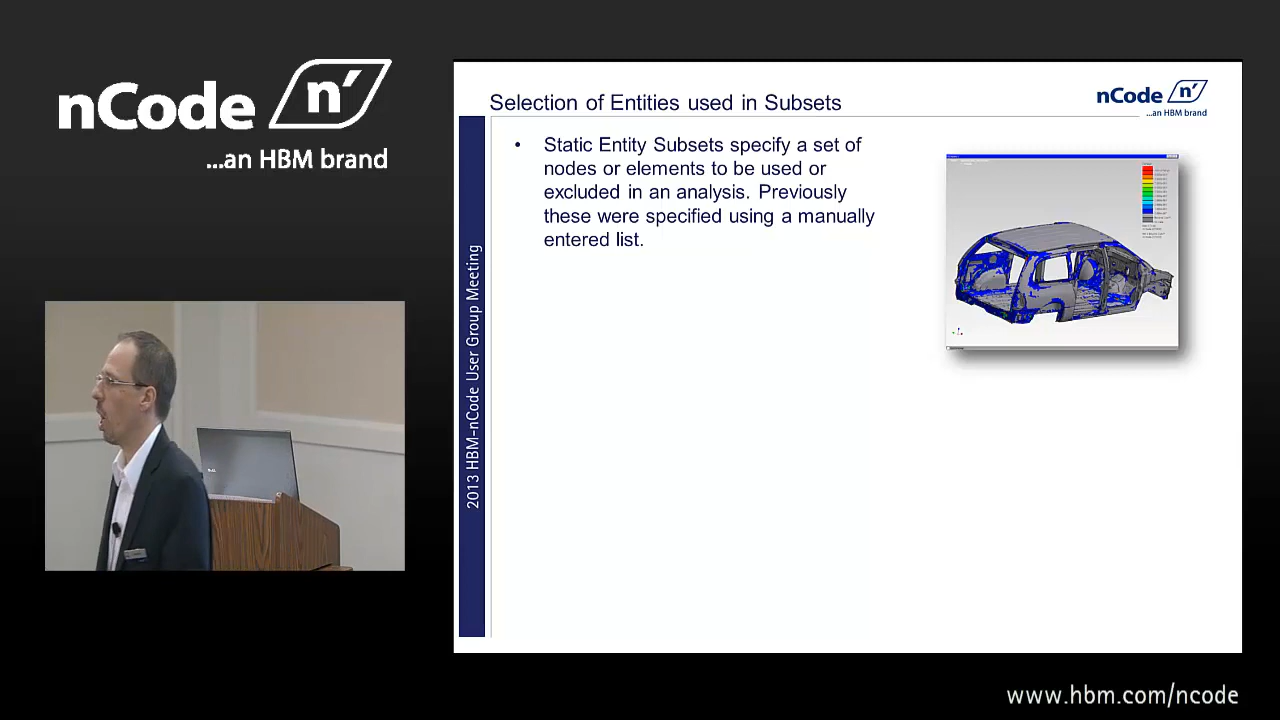 nCode n'
...an HBM brand
Selection of Entities used in Subsets
nCode n'
...an HBM brand
• Static Entity Subsets specify a set of
nodes or elements to be used or
excluded in an analysis. Previously
these were specified using a manually
entered list.
2013 HBM-nCode User Group Meeting
www.hbm.com/ncode